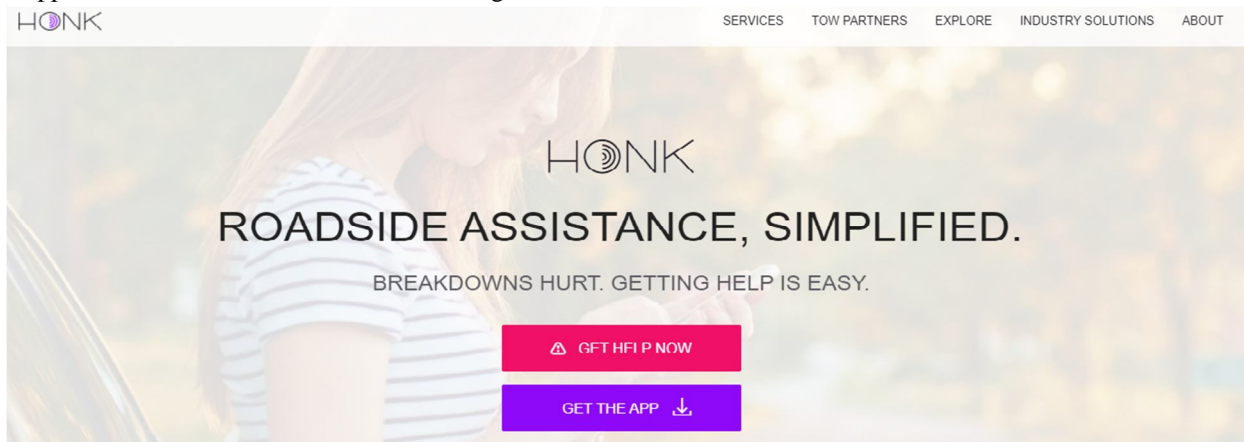 HONK
SERVICES TOW PARTNERS EXPLORE INDUSTRY SOLUTIONS ABOUT
HONK
ROADSIDE ASSISTANCE, SIMPLIFIED.
BREAKDOWNS HURT. GETTING HELP IS EASY.
GET HELP NOW
GET THE APP